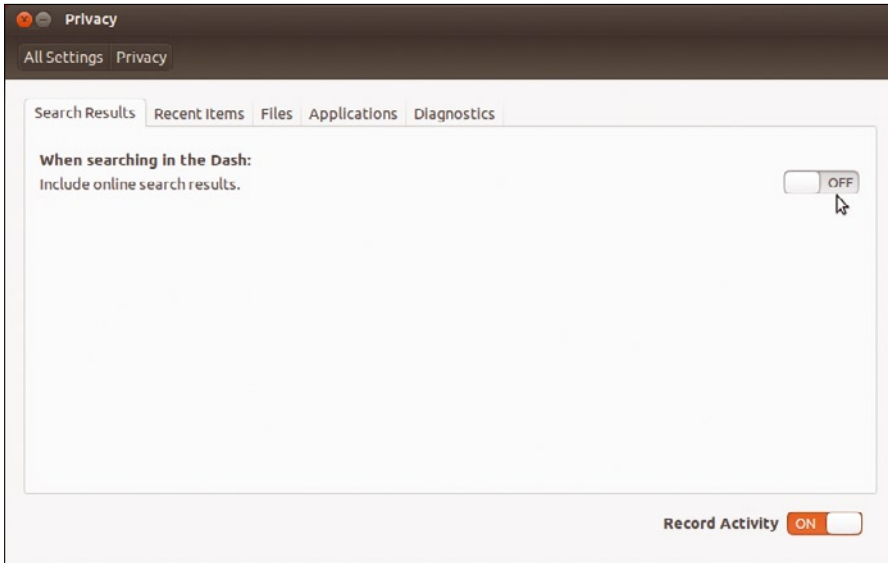 Privacy
All Settings Privacy
Search Results Recent Items Files Applications Diagnostics
When searching in the Dash:
Include online search results.
OFF
Record Activity ON